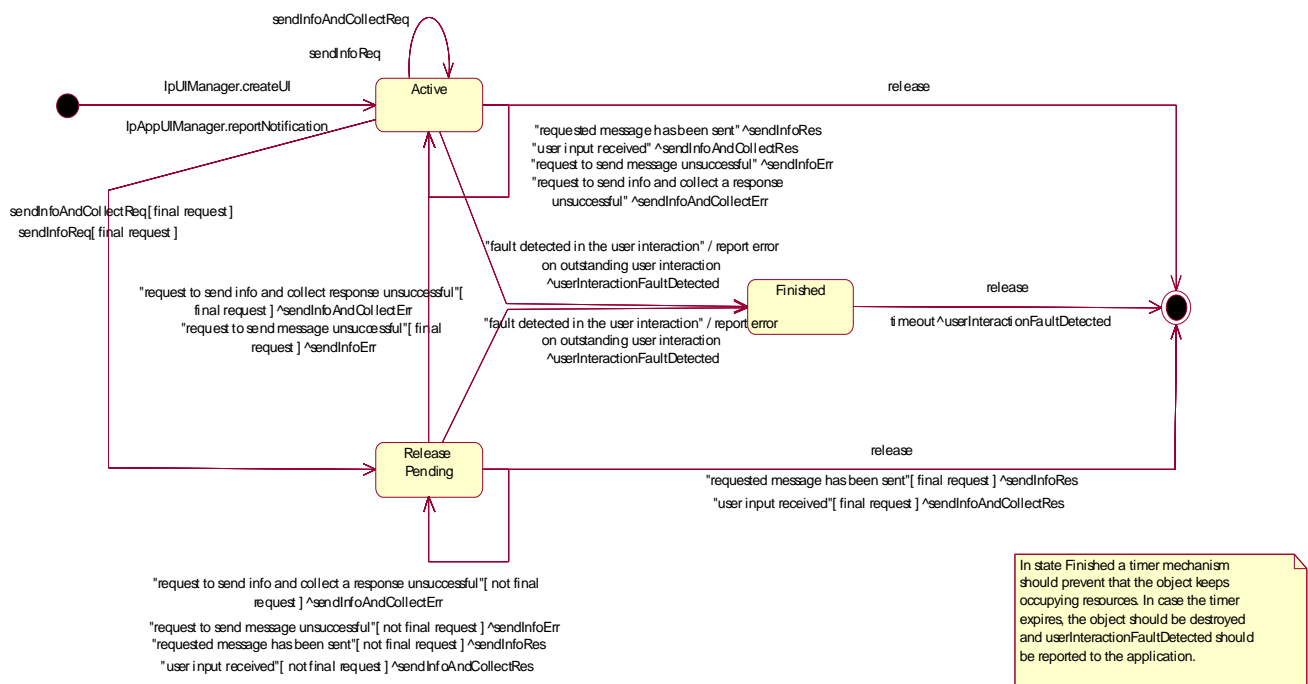 sendInfoAndCollectReq
sendInfoReq
IpUIManager.createUI
Active
release
IpAppUIManager.reportNotification
"requested message has been sent" ^sendInfoRes
"user input received" ^sendInfoAndCollectRes
"request to send message unsuccessful" ^sendInfoErr
"request to send info and collect a response
unsuccessful" ^sendInfoAndCollectErr
sendInfoAndCollectReq[ final request ]
sendInfoReq[ final request ]
"fault detected in the user interaction" / report error
on outstanding user interaction
^userInteractionFaultDetected
"request to send info and collect response unsuccessful"[
final request ] ^sendInfoAndCollectErr
"request to send message unsuccessful"[ final
request ] ^sendInfoErr
Finished
release
timeout ^userInteractionFaultDetected
"fault detected in the user interaction" / report error
on outstanding user interaction
^userInteractionFaultDetected
Release
Pending
release
"requested message has been sent"[ final request ] ^sendInfoRes
"user input received"[ final request ] ^sendInfoAndCollectRes
"request to send info and collect a response unsuccessful"[ not final
request ] ^sendInfoAndCollectErr
"request to send message unsuccessful"[ not final request ] ^sendInfoErr
"requested message has been sent"[ not final request ] ^sendInfoRes
"user input received"[ not final request ] ^sendInfoAndCollectRes
In state Finished a timer mechanism
should prevent that the object keeps
occupying resources. In case the timer
expires, the object should be destroyed
and userInteractionFaultDetected should
be reported to the application.